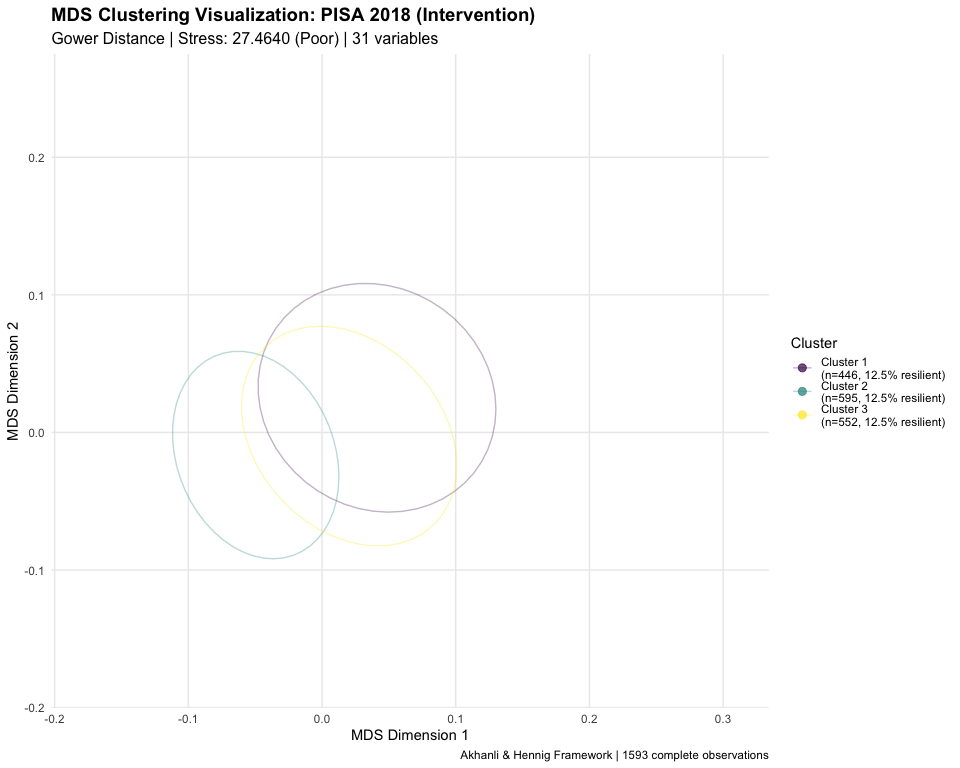 MDS Clustering Visualization: PISA 2018 (Intervention)
Gower Distance | Stress: 27.4640 (Poor) | 31 variables
0.2
0.1
0.0
-0.1
-0.2
MDS Dimension 2
-0.2
-0.1
0.0
0.1
0.2
0.3
MDS Dimension 1
Cluster
Cluster 1
(n=446, 12.5% resilient)
Cluster 2
(n=595, 12.5% resilient)
Cluster 3
(n=552, 12.5% resilient)
Akhanli & Hennig Framework | 1593 complete observations